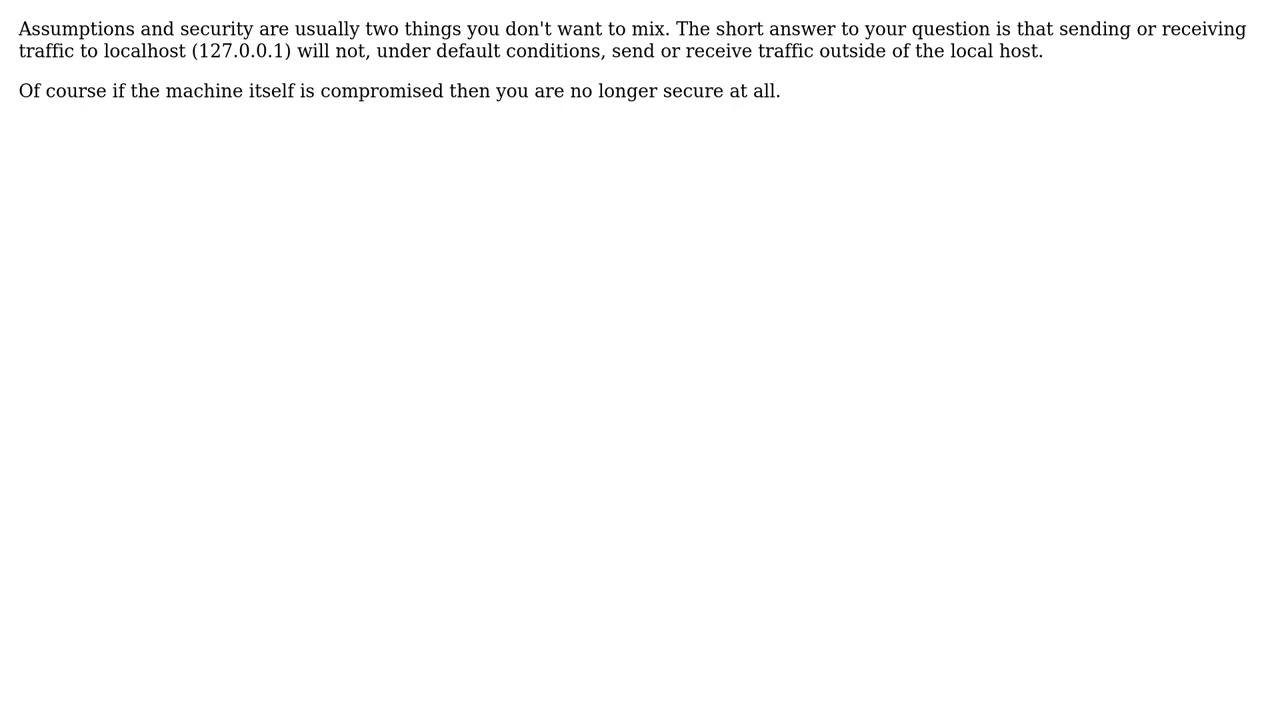 Assumptions and security are usually two things you don't want to mix. The short answer to your question is that sending or receiving
traffic to localhost (127.0.0.1) will not, under default conditions, send or receive traffic outside of the local host.
Of course if the machine itself is compromised then you are no longer secure at all.